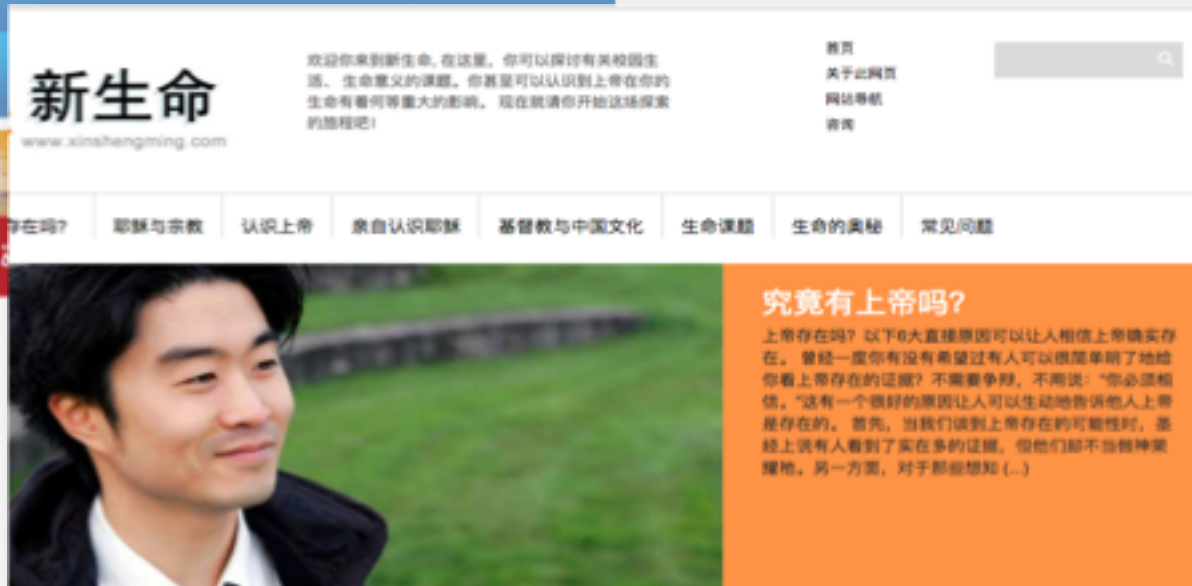 新生命
www.xinshengming.com
欢迎你来到新生命, 在这里, 你可以探讨有关校园生
活、 生命意义的课题。你甚至可以认识到上帝在你的
生命有着何等重大的影响。 现在就请你开始这场探索
的旅程吧!
首页
关于此网页
网站导航
咨询
存在吗?
耶稣与宗教
认识上帝
亲自认识耶稣
基督教与中国文化
生命课题
生命的奥秘
常见问题
究竟有上帝吗?
上帝存在吗? 以下6大直接原因可以让人相信上帝确实存
在。 曾经一度你有没有希望过有人可以很简单明了地给
你看上帝存在的证据? 不需要争辩, 不用说: “你必须相
信。”这有一个很好的原因让人可以生动地告诉他人上帝
是存在的。 首先, 当我们谈到上帝存在的可能性时, 圣
经上说有人看到了实在多的证据, 但他们却不当做神荣
耀祂。另一方面, 对于那些想知 (...)